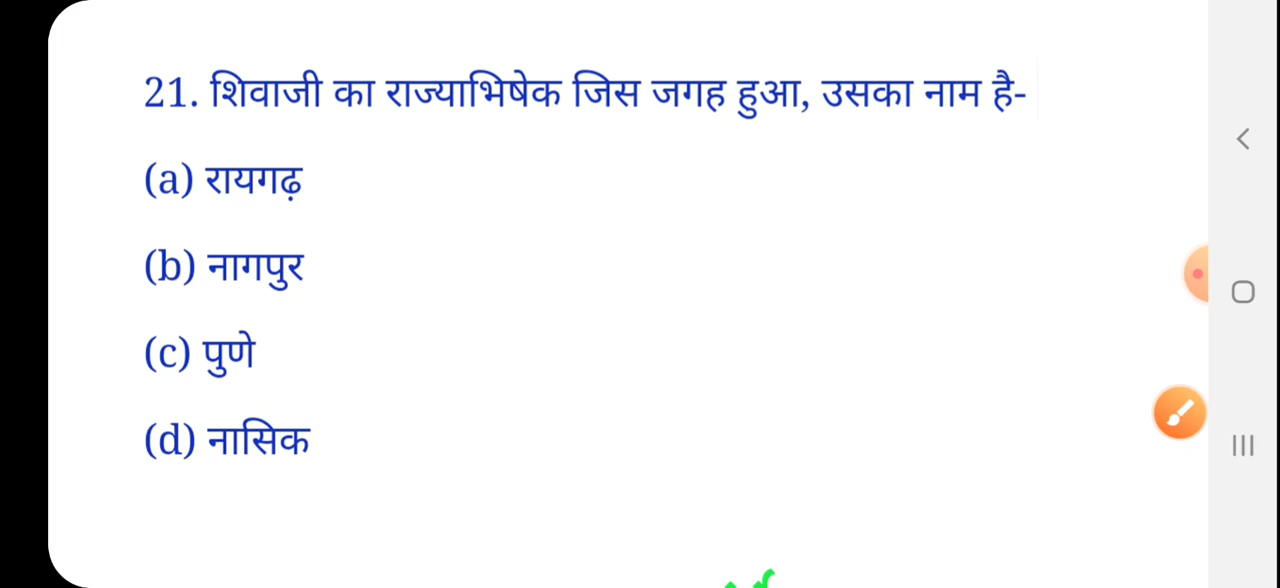 21. शिवाजी का राज्याभिषेक जिस जगह हुआ, उसका नाम है-
(a) रायगढ़
(b) नागपुर
(c) पुणे
(d) नासिक